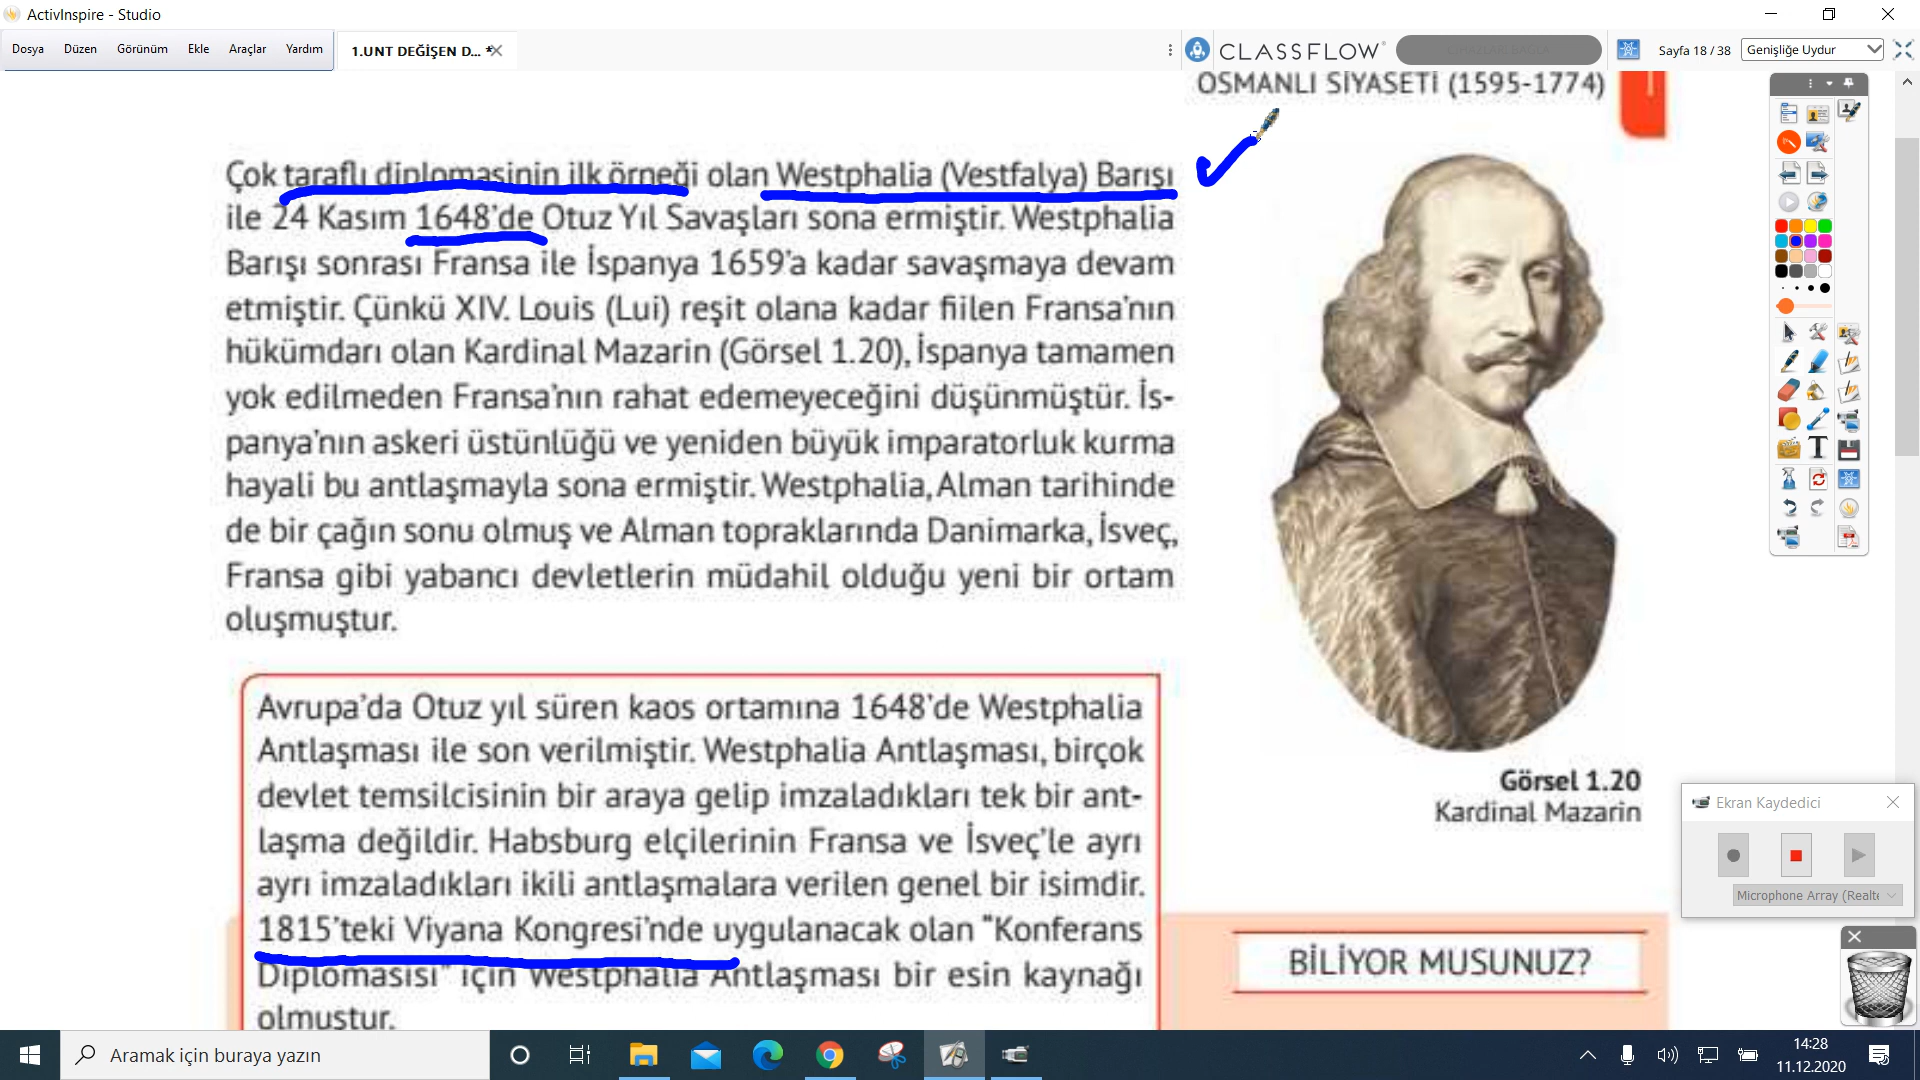 ActivInspire - Studio
Dosya Düzen Görünüm Ekle Araçlar Yardım
1.UNT DEĞİŞEN D... *
CLASSFLOW
Sayfa 18 / 38
Genişliğe Uydur
OSMANLI SİYASETİ (1595-1774)
Çok taraflı diplomasinin ilk örneği olan Westphalia (Vestfalya) Barışı
ile 24 Kasım 1648'de Otuz Yıl Savaşları sona ermiştir. Westphalia
Barışı sonrası Fransa ile İspanya 1659'a kadar savaşmaya devam
etmiştir. Çünkü XIV. Louis (Lui) reşit olana kadar fiilen Fransa'nın
hükümdarı olan Kardinal Mazarin (Görsel 1.20), İspanya tamamen
yok edilmeden Fransa'nın rahat edemeyeceğini düşünmüştür. İs-
panya'nın askeri üstünlüğü ve yeniden büyük imparatorluk kurma
hayali bu antlaşmayla sona ermiştir. Westphalia, Alman tarihinde
de bir çağın sonu olmuş ve Alman topraklarında Danimarka, İsveç,
Fransa gibi yabancı devletlerin müdahil olduğu yeni bir ortam
oluşmuştur.
Avrupa'da Otuz yıl süren kaos ortamına 1648'de Westphalia
Antlaşması ile son verilmiştir. Westphalia Antlaşması, birçok
devlet temsilcisinin bir araya gelip imzaladıkları tek bir ant-
laşma değildir. Habsburg elçilerinin Fransa ve İsveç'le ayrı
ayrı imzaladıkları ikili antlaşmalara verilen genel bir isimdir.
1815'teki Viyana Kongresi'nde uygulanacak olan "Konferans
Diplomasisi" için Westphalia Antlaşması bir esin kaynağı
olmuştur.
Görsel 1.20
Kardinal Mazarin
BİLİYOR MUSUNUZ?
Ekran Kaydedici
Microphone Array (Realte
Aramak için buraya yazın
14:28
11.12.2020